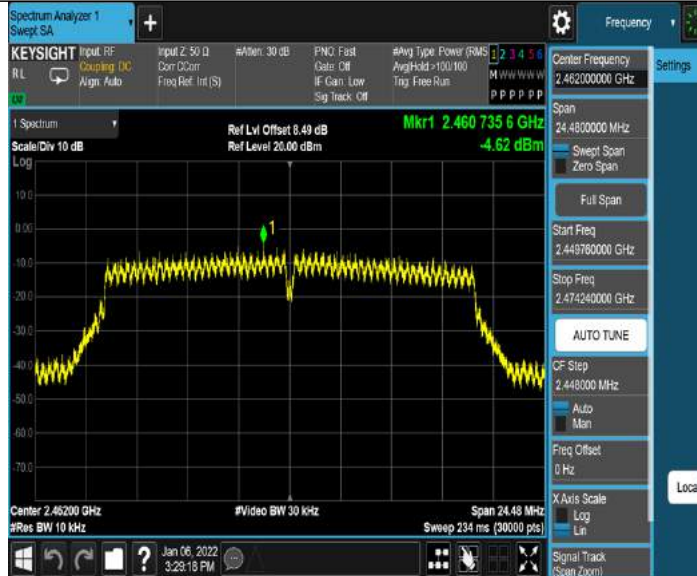 Spectrum Analyzer 1
Swept SA
+
Frequency
KEYSIGHT
RL
Input: RF
Coupling: DC
Align: Auto
Input Z: 50 Ω
Corr CCorr
Freq Ref: Int (S)
#Atten: 30 dB
PNO: Fast
Gate: Off
IF Gain: Low
Sig Track: Off
#Avg Type: Power (RMS
Avg|Hold:>100/100
Trig: Free Run
1 2 3 4 5 6
M W W W W W
P P P P P P
1 Spectrum
Scale/Div 10 dB
Log
Ref Lvl Offset 8.49 dB
Ref Level 20.00 dBm
Mkr1 2.460 735 6 GHz
-4.62 dBm
1
10.0
0.00
-10.0
-20.0
-30.0
-40.0
-50.0
-60.0
-70.0
Center 2.46200 GHz
#Res BW 10 kHz
#Video BW 30 kHz
Span 24.48 MHz
Sweep 234 ms (30000 pts)
?
Jan 06, 2022
3:29:18 PM
Center Frequency
2.462000000 GHz
Settings
Span
24.4800000 MHz
Swept Span
Zero Span
Full Span
Start Freq
2.449760000 GHz
Stop Freq
2.474240000 GHz
AUTO TUNE
CF Step
2.448000 MHz
Auto
Man
Freq Offset
0 Hz
X Axis Scale
Log
Lin
Loca
Signal Track
(Span Zoom)